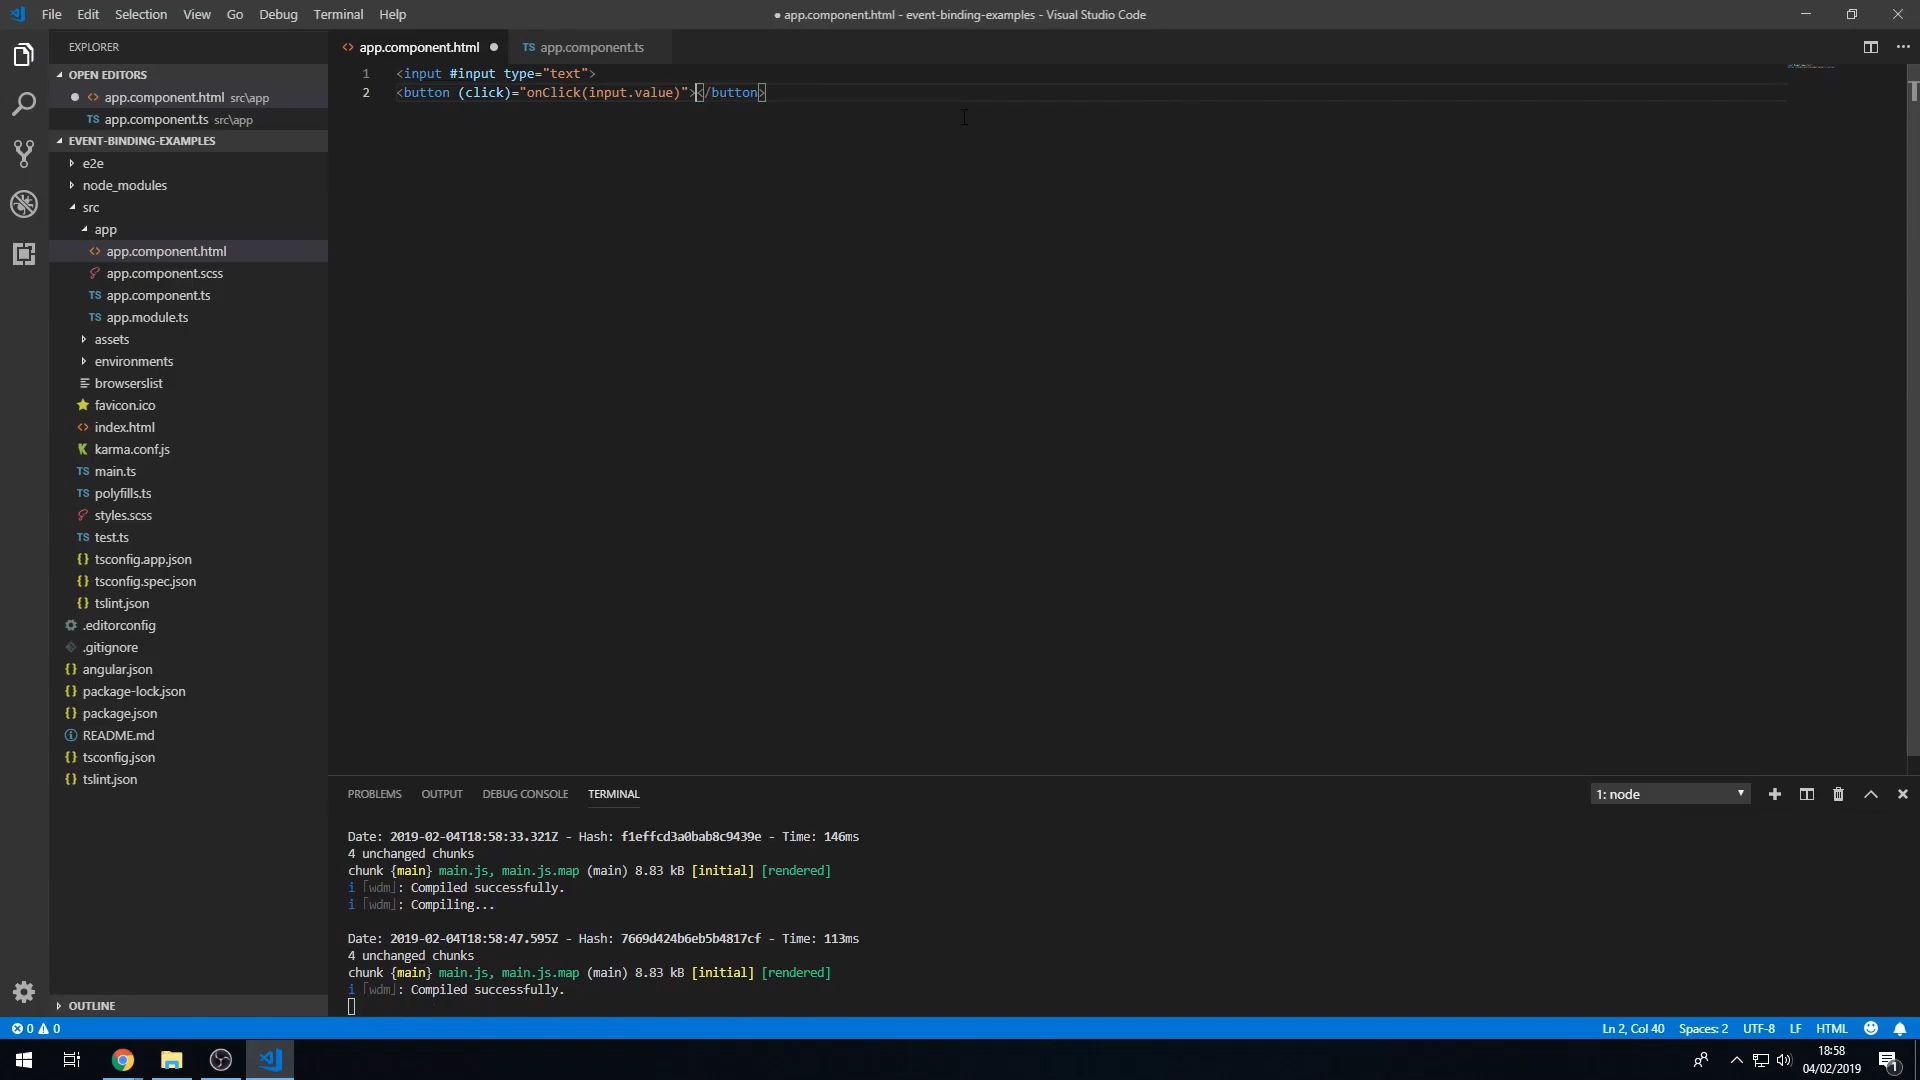 File Edit Selection View Go Debug Terminal Help
● app.component.html - event-binding-examples - Visual Studio Code
EXPLORER
OPEN EDITORS
app.component.html src\app
TS app.component.ts src\app
EVENT-BINDING-EXAMPLES
e2e
node_modules
src
app
app.component.html
app.component.scss
TS app.component.ts
TS app.module.ts
assets
environments
browserslist
favicon.ico
index.html
karma.conf.js
TS main.ts
TS polyfills.ts
styles.scss
TS test.ts
{} tsconfig.app.json
{} tsconfig.spec.json
{} tslint.json
.editorconfig
.gitignore
{} angular.json
{} package-lock.json
{} package.json
README.md
{} tsconfig.json
{} tslint.json
OUTLINE
app.component.html
TS app.component.ts
1 <input #input type="text">
2 <button (click)="onClick(input.value)"></button>
PROBLEMS OUTPUT DEBUG CONSOLE TERMINAL
1: node
Date: 2019-02-04T18:58:33.321Z - Hash: f1effcd3a0bab8c9439e - Time: 146ms
4 unchanged chunks
chunk {main} main.js, main.js.map (main) 8.83 kB [initial] [rendered]
i ｢wdm｣: Compiled successfully.
i ｢wdm｣: Compiling...
Date: 2019-02-04T18:58:47.595Z - Hash: 7669d424b6eb5b4817cf - Time: 113ms
4 unchanged chunks
chunk {main} main.js, main.js.map (main) 8.83 kB [initial] [rendered]
i ｢wdm｣: Compiled successfully.
0 0
Ln 2, Col 40 Spaces: 2 UTF-8 LF HTML
18:58
04/02/2019
1